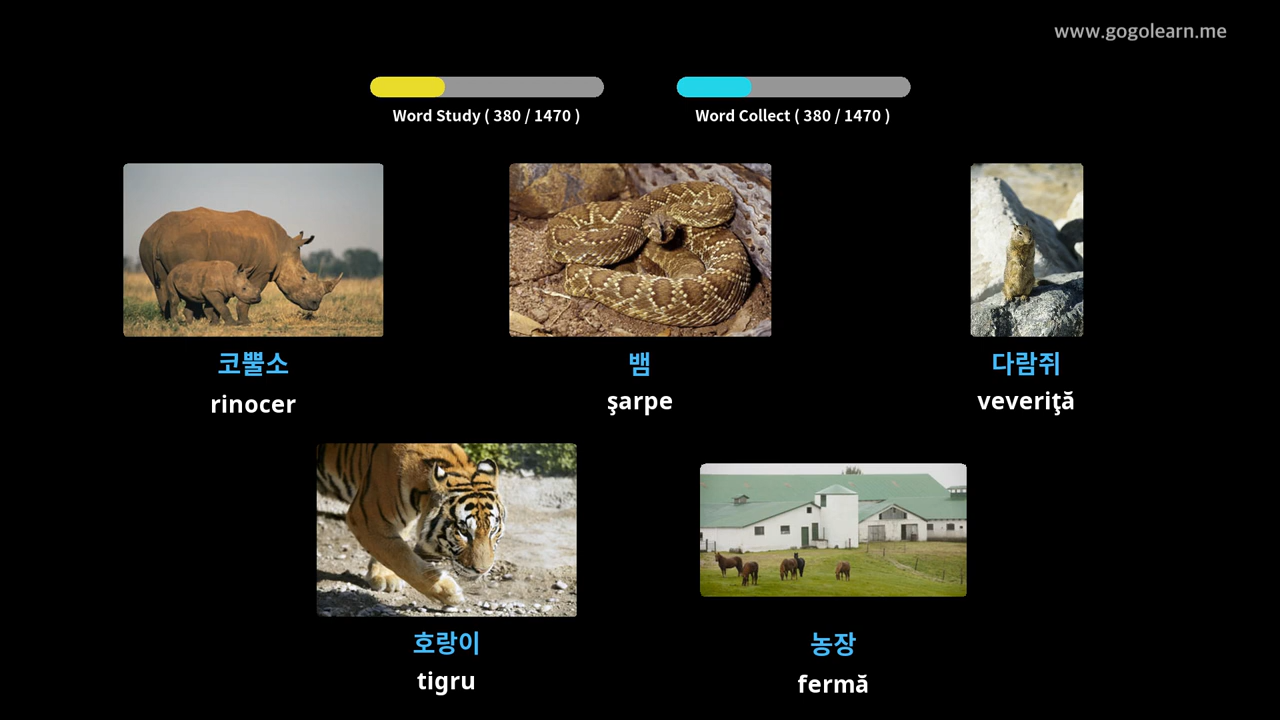 www.gogolearn.me
Word Study ( 380 / 1470 )
Word Collect ( 380 / 1470 )
코뿔소
뱀
다람쥐
rinocer
şarpe
veveriţă
호랑이
농장
tigru
fermă